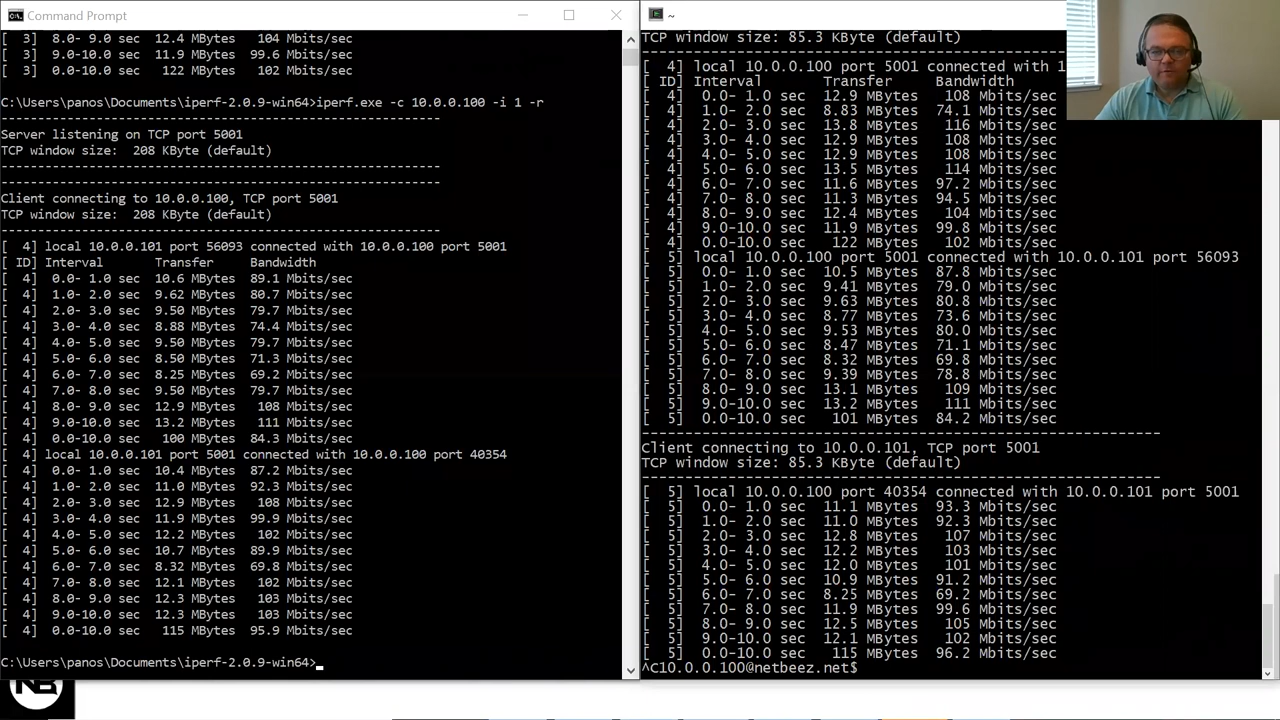 Command Prompt
[ 3] 8.0- 9.0 sec 12.4 MBytes 104 Mbits/sec
[ 3] 9.0-10.0 sec 11.9 MBytes 99.6 Mbits/sec
[ 3] 0.0-10.0 sec 122 MBytes 102 Mbits/sec
C:\Users\panos\Documents\iperf-2.0.9-win64>iperf.exe -c 10.0.0.100 -i 1 -r
------------------------------------------------------------
Server listening on TCP port 5001
TCP window size: 208 KByte (default)
------------------------------------------------------------
------------------------------------------------------------
Client connecting to 10.0.0.100, TCP port 5001
TCP window size: 208 KByte (default)
------------------------------------------------------------
[ 4] local 10.0.0.101 port 56093 connected with 10.0.0.100 port 5001
[ ID] Interval Transfer Bandwidth
[ 4] 0.0- 1.0 sec 10.6 MBytes 89.1 Mbits/sec
[ 4] 1.0- 2.0 sec 9.62 MBytes 80.7 Mbits/sec
[ 4] 2.0- 3.0 sec 9.50 MBytes 79.7 Mbits/sec
[ 4] 3.0- 4.0 sec 8.88 MBytes 74.4 Mbits/sec
[ 4] 4.0- 5.0 sec 9.50 MBytes 79.7 Mbits/sec
[ 4] 5.0- 6.0 sec 8.50 MBytes 71.3 Mbits/sec
[ 4] 6.0- 7.0 sec 8.25 MBytes 69.2 Mbits/sec
[ 4] 7.0- 8.0 sec 9.50 MBytes 79.7 Mbits/sec
[ 4] 8.0- 9.0 sec 12.9 MBytes 108 Mbits/sec
[ 4] 9.0-10.0 sec 13.2 MBytes 111 Mbits/sec
[ 4] 0.0-10.0 sec 100 MBytes 84.3 Mbits/sec
[ 4] local 10.0.0.101 port 5001 connected with 10.0.0.100 port 40354
[ 4] 0.0- 1.0 sec 10.4 MBytes 87.2 Mbits/sec
[ 4] 1.0- 2.0 sec 11.0 MBytes 92.3 Mbits/sec
[ 4] 2.0- 3.0 sec 12.9 MBytes 108 Mbits/sec
[ 4] 3.0- 4.0 sec 11.9 MBytes 99.9 Mbits/sec
[ 4] 4.0- 5.0 sec 12.2 MBytes 102 Mbits/sec
[ 4] 5.0- 6.0 sec 10.7 MBytes 89.9 Mbits/sec
[ 4] 6.0- 7.0 sec 8.32 MBytes 69.8 Mbits/sec
[ 4] 7.0- 8.0 sec 12.1 MBytes 102 Mbits/sec
[ 4] 8.0- 9.0 sec 12.3 MBytes 103 Mbits/sec
[ 4] 9.0-10.0 sec 12.3 MBytes 103 Mbits/sec
[ 4] 0.0-10.0 sec 115 MBytes 95.9 Mbits/sec
C:\Users\panos\Documents\iperf-2.0.9-win64>
NB
~
TCP window size: 85.3 KByte (default)
------------------------------------------------------------
[ 4] local 10.0.0.100 port 5001 connected with 1
[ ID] Interval Transfer Bandwidth
[ 4] 0.0- 1.0 sec 12.9 MBytes 108 Mbits/sec
[ 4] 1.0- 2.0 sec 8.83 MBytes 74.1 Mbits/sec
[ 4] 2.0- 3.0 sec 13.8 MBytes 116 Mbits/sec
[ 4] 3.0- 4.0 sec 12.9 MBytes 108 Mbits/sec
[ 4] 4.0- 5.0 sec 12.9 MBytes 108 Mbits/sec
[ 4] 5.0- 6.0 sec 13.5 MBytes 114 Mbits/sec
[ 4] 6.0- 7.0 sec 11.6 MBytes 97.2 Mbits/sec
[ 4] 7.0- 8.0 sec 11.3 MBytes 94.5 Mbits/sec
[ 4] 8.0- 9.0 sec 12.4 MBytes 104 Mbits/sec
[ 4] 9.0-10.0 sec 11.9 MBytes 99.8 Mbits/sec
[ 4] 0.0-10.0 sec 122 MBytes 102 Mbits/sec
[ 5] local 10.0.0.100 port 5001 connected with 10.0.0.101 port 56093
[ 5] 0.0- 1.0 sec 10.5 MBytes 87.8 Mbits/sec
[ 5] 1.0- 2.0 sec 9.41 MBytes 79.0 Mbits/sec
[ 5] 2.0- 3.0 sec 9.63 MBytes 80.8 Mbits/sec
[ 5] 3.0- 4.0 sec 8.77 MBytes 73.6 Mbits/sec
[ 5] 4.0- 5.0 sec 9.53 MBytes 80.0 Mbits/sec
[ 5] 5.0- 6.0 sec 8.47 MBytes 71.1 Mbits/sec
[ 5] 6.0- 7.0 sec 8.32 MBytes 69.8 Mbits/sec
[ 5] 7.0- 8.0 sec 9.39 MBytes 78.8 Mbits/sec
[ 5] 8.0- 9.0 sec 13.1 MBytes 109 Mbits/sec
[ 5] 9.0-10.0 sec 13.2 MBytes 111 Mbits/sec
[ 5] 0.0-10.0 sec 101 MBytes 84.2 Mbits/sec
------------------------------------------------------------
Client connecting to 10.0.0.101, TCP port 5001
TCP window size: 85.3 KByte (default)
------------------------------------------------------------
[ 5] local 10.0.0.100 port 40354 connected with 10.0.0.101 port 5001
[ 5] 0.0- 1.0 sec 11.1 MBytes 93.3 Mbits/sec
[ 5] 1.0- 2.0 sec 11.0 MBytes 92.3 Mbits/sec
[ 5] 2.0- 3.0 sec 12.8 MBytes 107 Mbits/sec
[ 5] 3.0- 4.0 sec 12.2 MBytes 103 Mbits/sec
[ 5] 4.0- 5.0 sec 12.0 MBytes 101 Mbits/sec
[ 5] 5.0- 6.0 sec 10.9 MBytes 91.2 Mbits/sec
[ 5] 6.0- 7.0 sec 8.25 MBytes 69.2 Mbits/sec
[ 5] 7.0- 8.0 sec 11.9 MBytes 99.6 Mbits/sec
[ 5] 8.0- 9.0 sec 12.5 MBytes 105 Mbits/sec
[ 5] 9.0-10.0 sec 12.1 MBytes 102 Mbits/sec
[ 5] 0.0-10.0 sec 115 MBytes 96.2 Mbits/sec
^C10.0.0.100@netbeez.net$